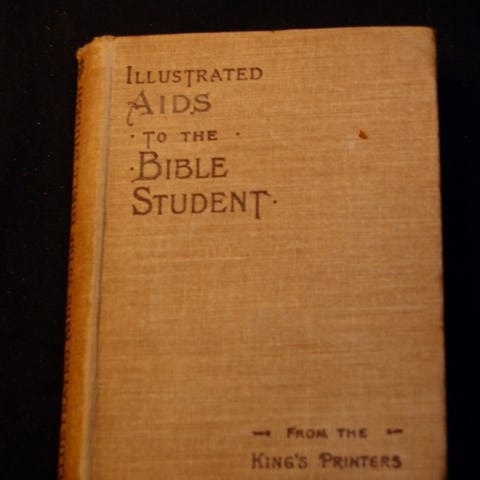 ILLUSTRATED
AIDS
· TO THE ·
· BIBLE
STUDENT ·
FROM THE
KING'S PRINTERS